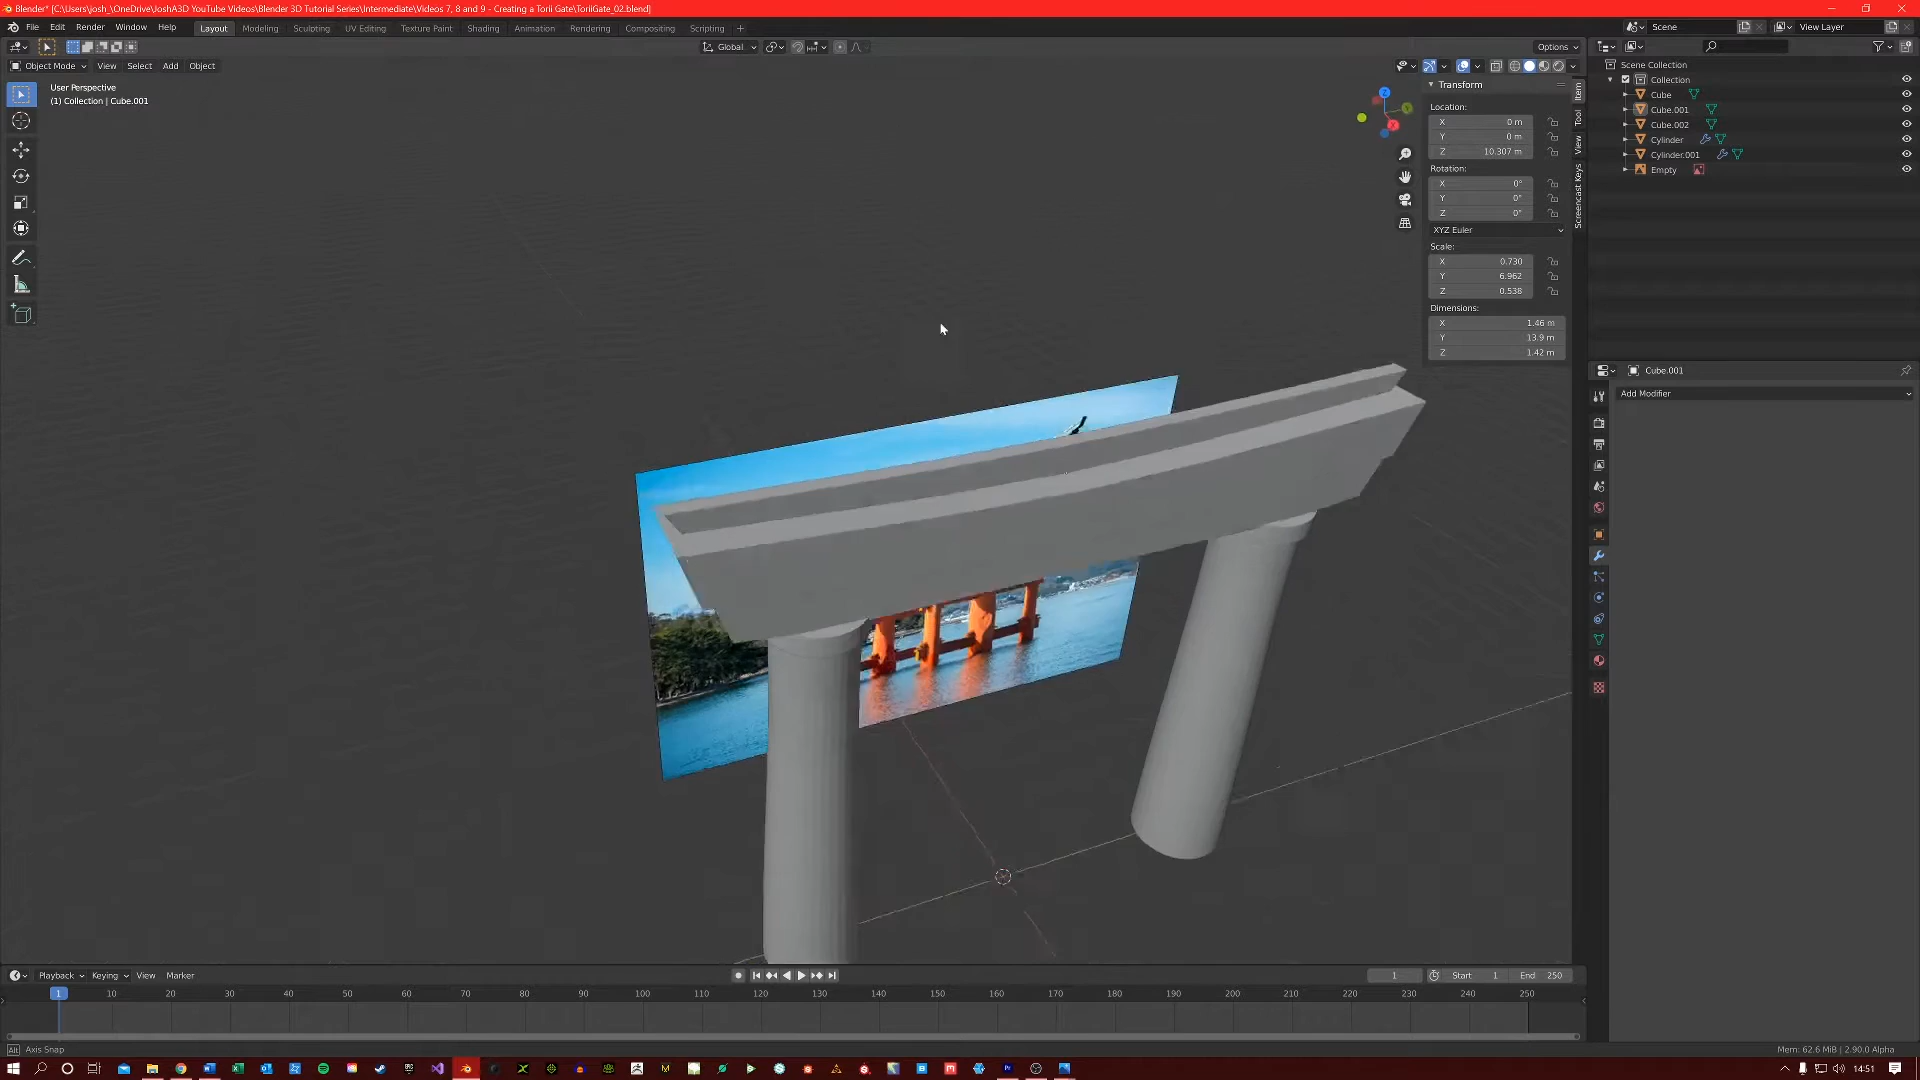 Blender* [C:\Users\josh_\OneDrive\JoshA3D YouTube Videos\Blender 3D Tutorial Series\Intermediate\Videos 7, 8 and 9 - Creating a Torii Gate\ToriiGate_02.blend]
File Edit Render Window Help Layout Modeling Sculpting UV Editing Texture Paint Shading Animation Rendering Compositing Scripting + Scene View Layer
Global Options
Object Mode View Select Add Object
User Perspective
(1) Collection | Cube.001
Transform
Location:
X 0 m
Y 0 m
Z 10.307 m
Rotation:
X 0°
Y 0°
Z 0°
XYZ Euler
Scale:
X 0.730
Y 6.962
Z 0.538
Dimensions:
X 1.46 m
Y 13.9 m
Z 1.42 m
Item
Tool
View
Screencast Keys
Z
Y
X
Scene Collection
Collection
Cube
Cube.001
Cube.002
Cylinder
Cylinder.001
Empty
Cube.001
Add Modifier
Playback Keying View Marker 1 Start 1 End 250
1 10 20 30 40 50 60 70 80 90 100 110 120 130 140 150 160 170 180 190 200 210 220 230 240 250
Alt Axis Snap
Mem: 62.6 MiB | 2.90.0 Alpha
14:51